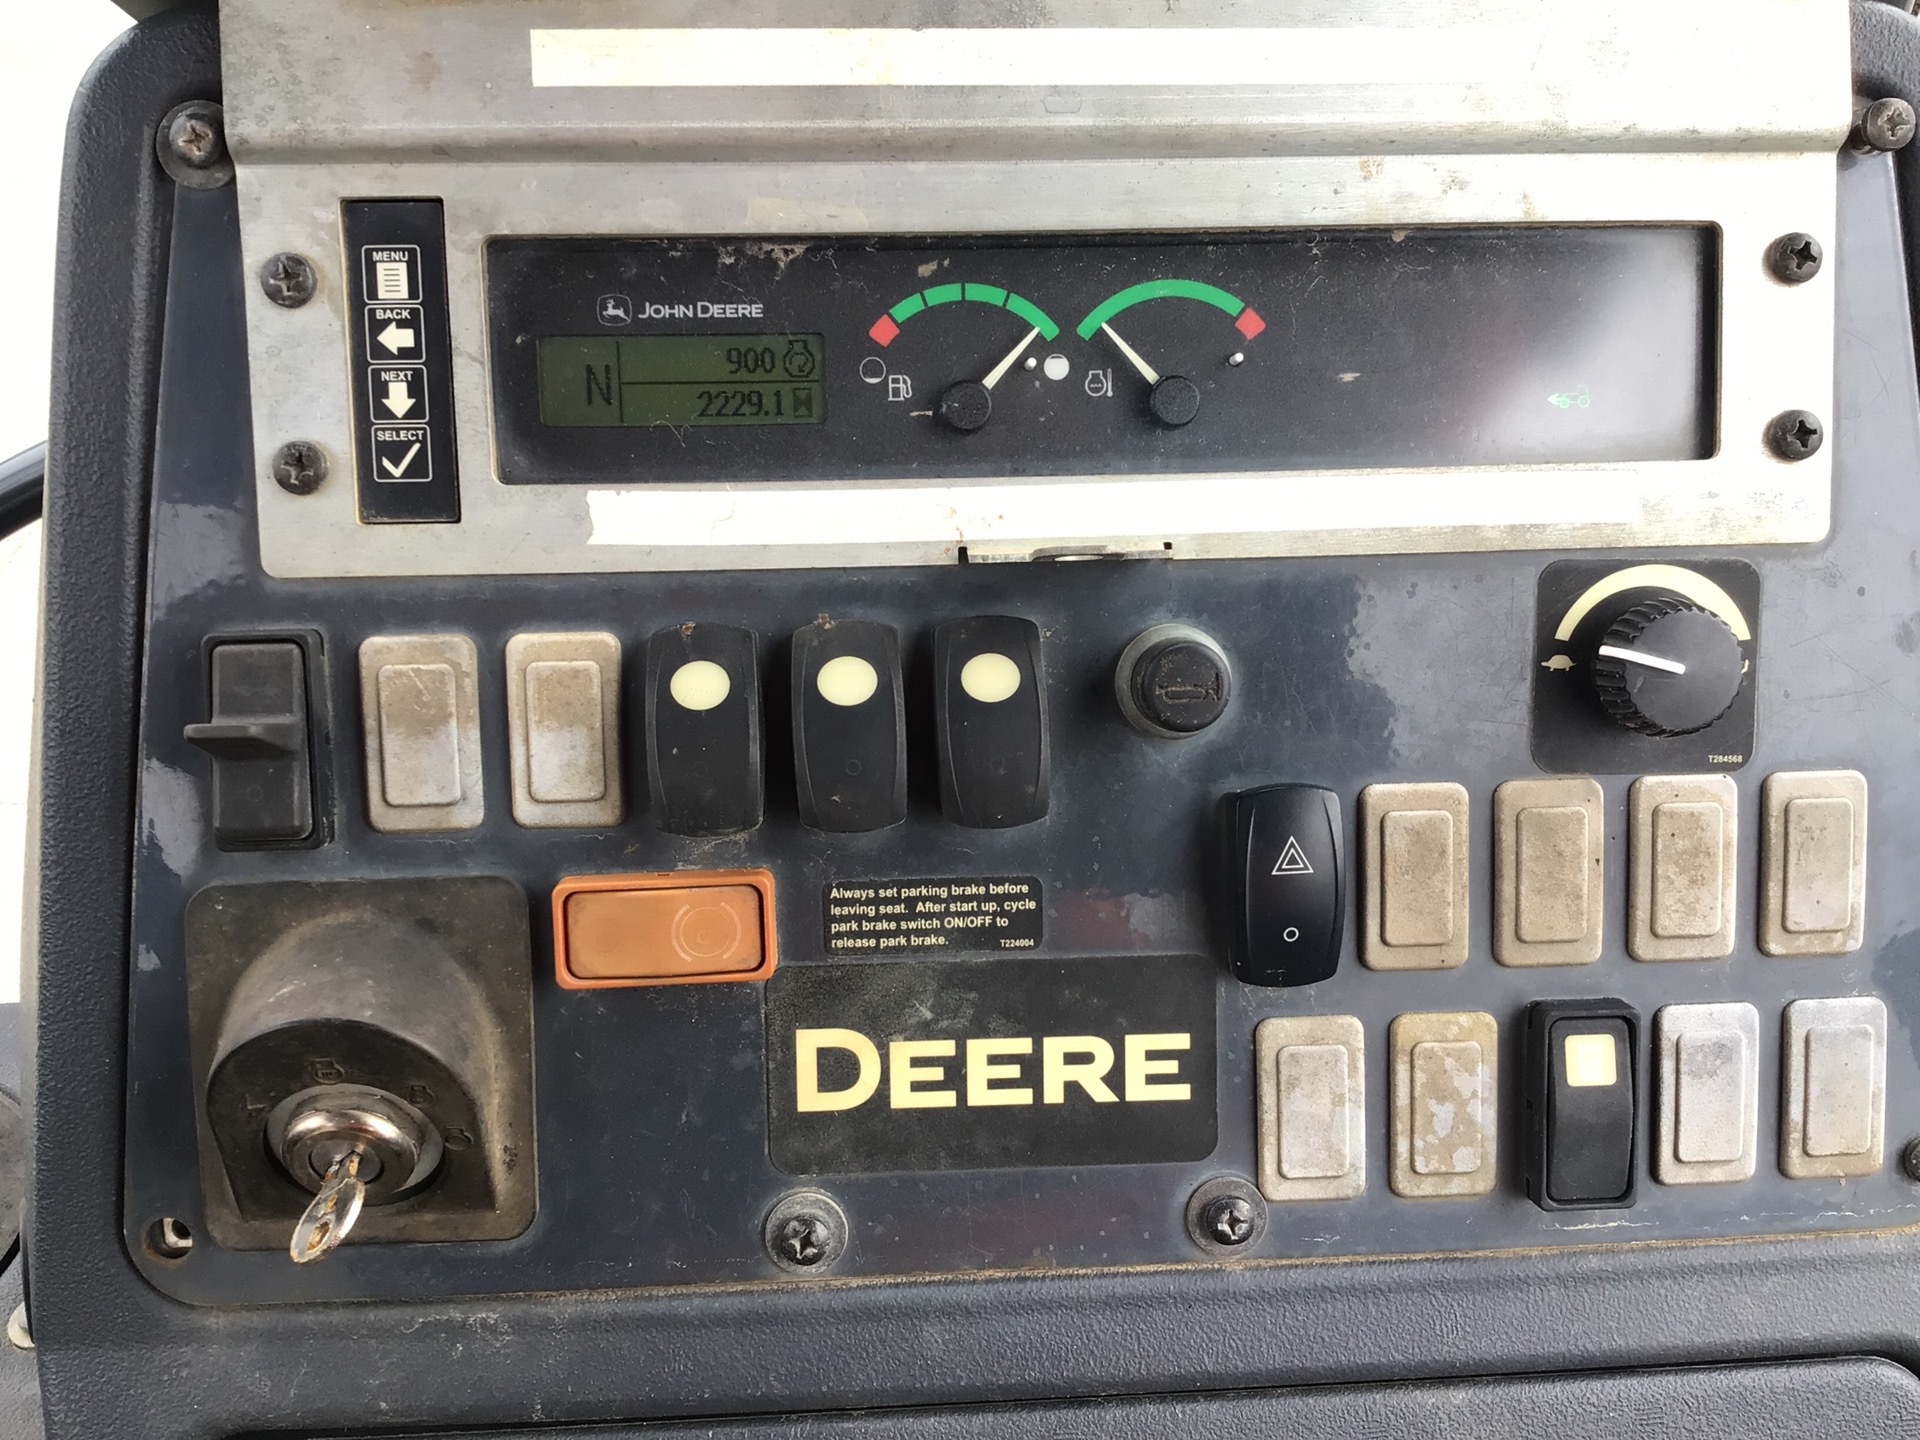 MENU
BACK
NEXT
SELECT
JOHN DEERE
N
900
2229.1
T284568
Always set parking brake before
leaving seat. After start up, cycle
park brake switch ON/OFF to
release park brake. T224004
DEERE